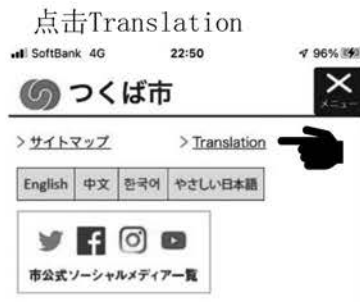 点击Translation
SoftBank 4G 22:50 96%
つくば市
メニュー
> サイトマップ > Translation
English 中文 한국어 やさしい日本語
市公式ソーシャルメディア一覧